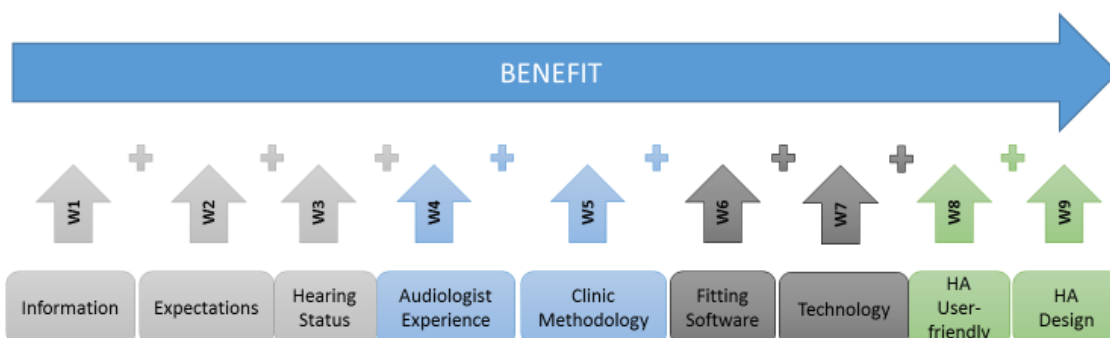 BENEFIT
W1
W2
W3
W4
W5
W6
W7
W8
W9
Information
Expectations
Hearing
Status
Audiologist
Experience
Clinic
Methodology
Fitting
Software
Technology
HA
User-
friendly
HA
Design